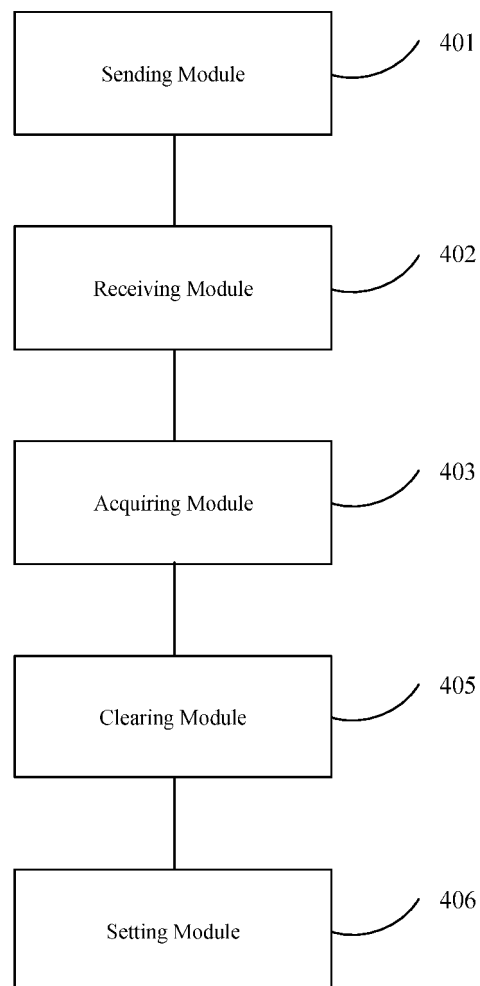 Sending Module
401
Receiving Module
402
Acquiring Module
403
Clearing Module
405
Setting Module
406